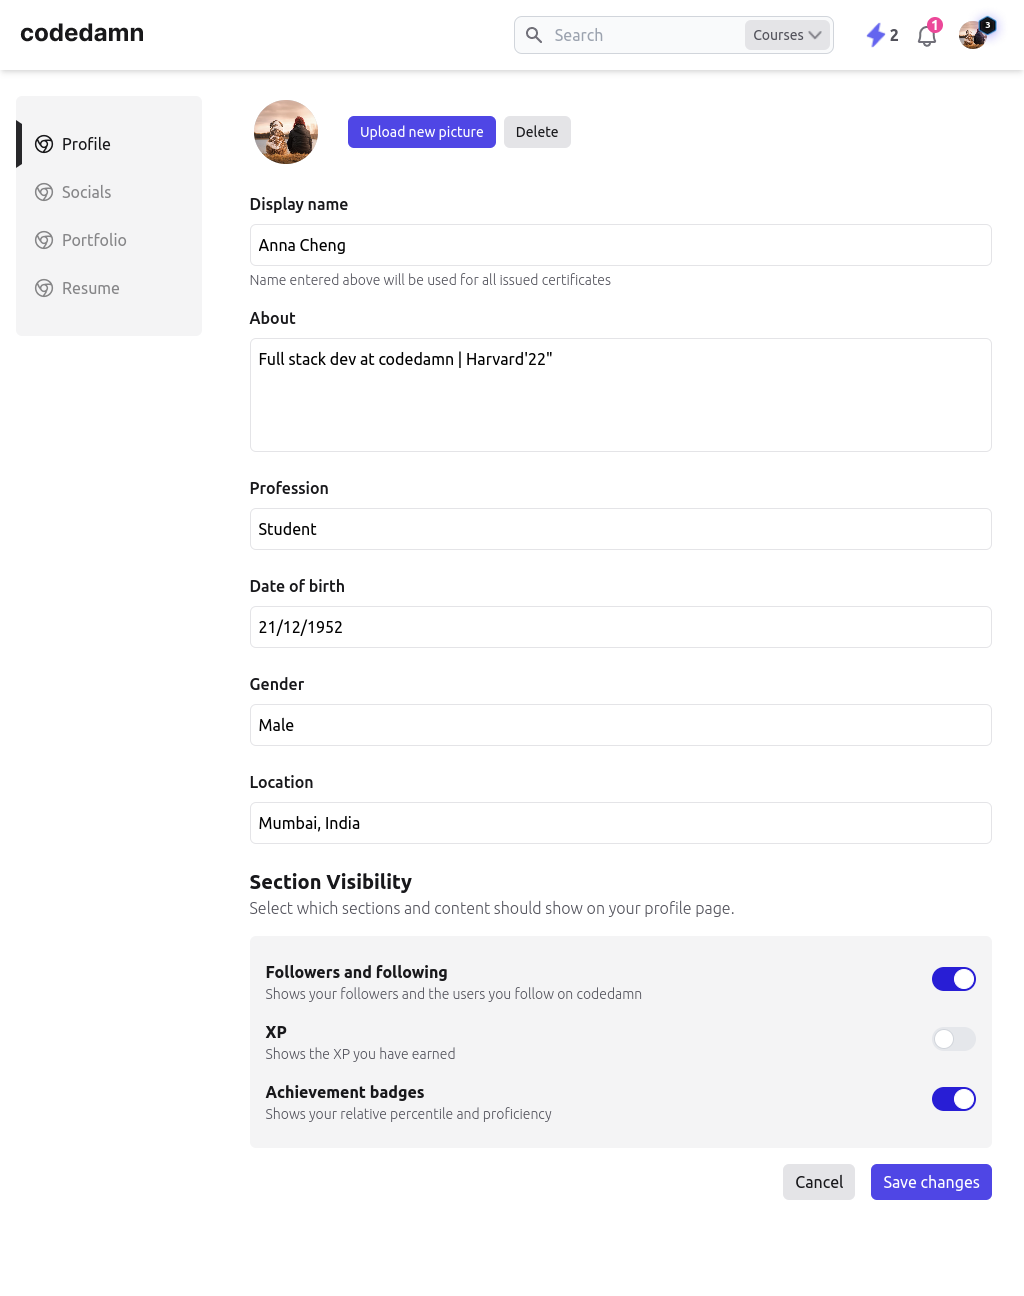 codedamn
Search
Courses
2
1
3
Profile
Socials
Portfolio
Resume
Upload new picture
Delete
Display name
Anna Cheng
Name entered above will be used for all issued certificates
About
Full stack dev at codedamn | Harvard'22"
Profession
Student
Date of birth
21/12/1952
Gender
Male
Location
Mumbai, India
Section Visibility
Select which sections and content should show on your profile page.
Followers and following
Shows your followers and the users you follow on codedamn
XP
Shows the XP you have earned
Achievement badges
Shows your relative percentile and proficiency
Cancel
Save changes